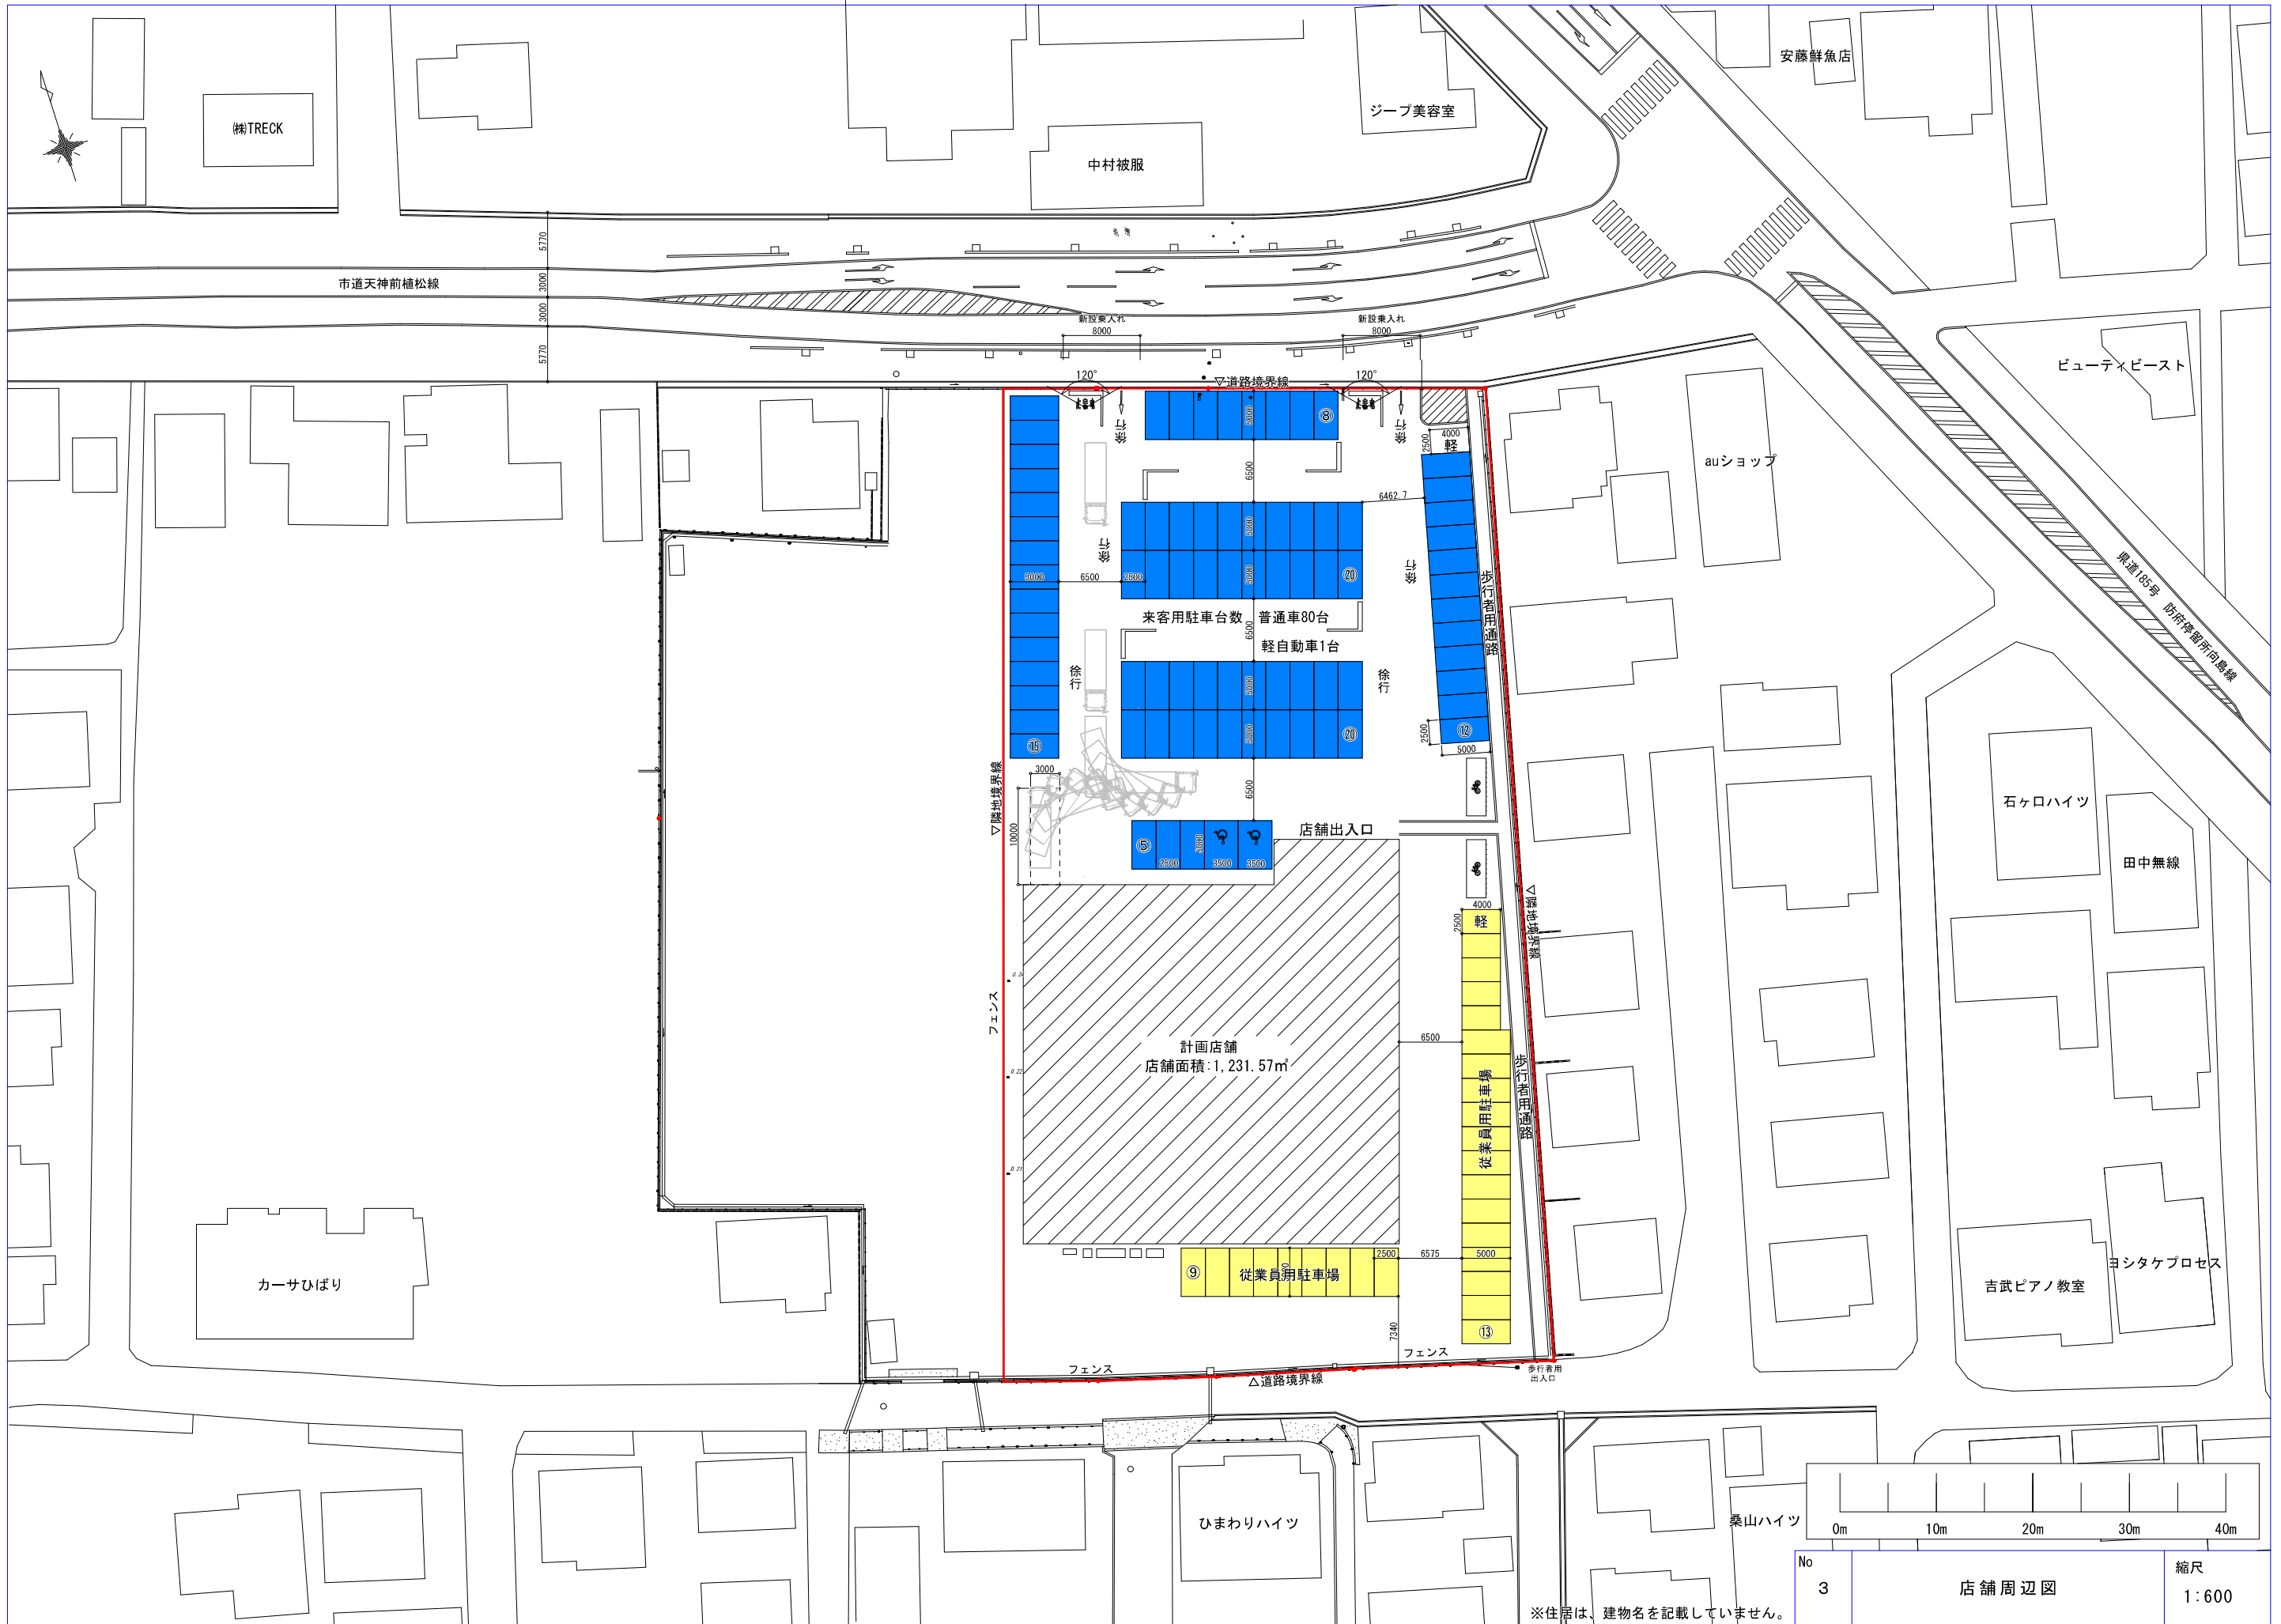 安藤鮮魚店
ジープ美容室
㈱TRECK
中村被服
5770
3000
3000
5770
市道天神前植松線
新設乗入れ
8000
新設乗入れ
8000
ビューティビースト
120°
▽道路境界線
120°
徐行
徐行
5000
⑧
4000
2500
軽
auショップ
6500
6462.7
5000
徐行
徐行
5000
6500
2500
5000
⑳
歩行者用通路
県道185号 防府停留所向島線
来客用駐車台数 普通車80台
6500
軽自動車1台
徐行
徐行
5000
5000
⑳
⑮
2500
⑫
5000
▽隣地境界線
3000
6500
10000
石ヶ口ハイツ
店舗出入口
⑤
2500
5000
3500
3500
田中無線
4000
2500
軽
▽隣地境界線
フェンス
計画店舗
店舗面積:1,231.57㎡
6500
従業員用駐車場
歩行者用通路
カーサひばり
⑨
従業員用駐車場
2500
6575
5000
7340
⑬
吉武ピアノ教室
ヨシタケプロセス
フェンス
フェンス
△道路境界線
歩行者用
出入口
ひまわりハイツ
桑山ハイツ
0m
10m
20m
30m
40m
No
3
店舗周辺図
縮尺
1:600
※住居は、建物名を記載していません。